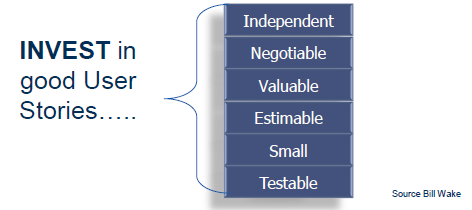 INVEST in
good User
Stories…..
Independent
Negotiable
Valuable
Estimable
Small
Testable
Source Bill Wake